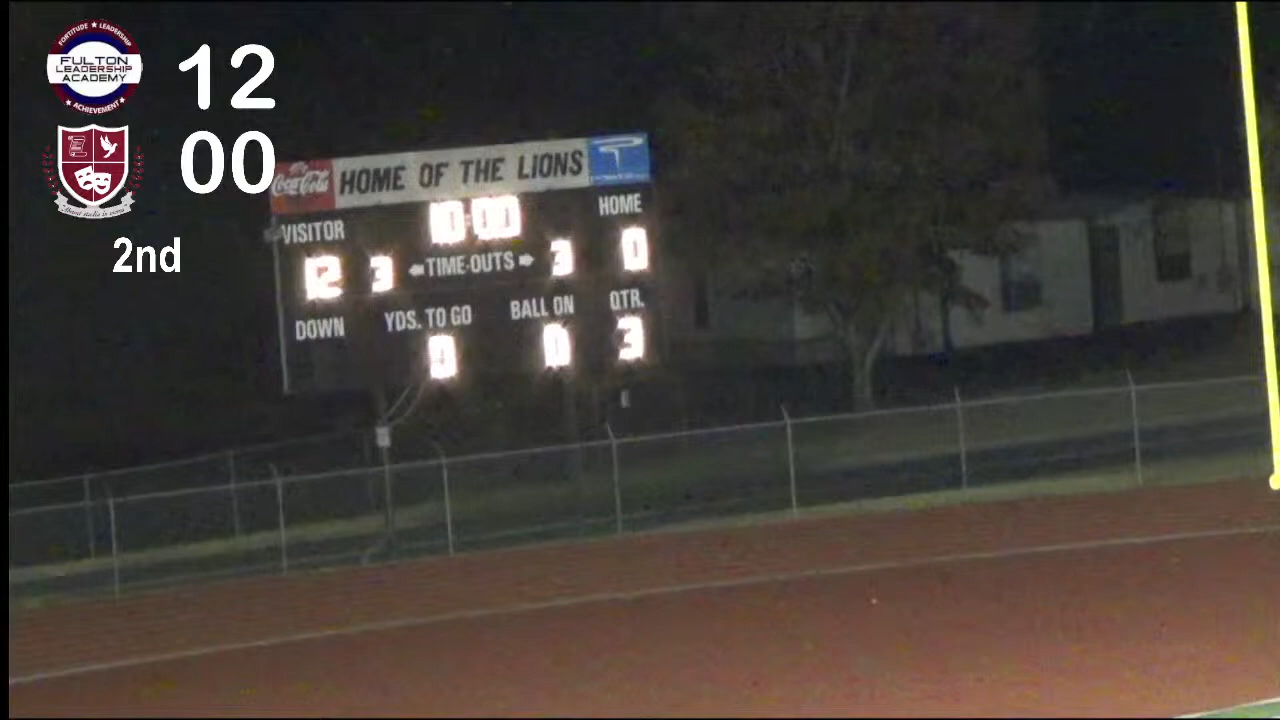 FORTITUDE ★ LEADERSHIP
FULTON
LEADERSHIP
ACADEMY
★ ACHIEVEMENT ★
12
00
2nd
Coca-Cola
HOME OF THE LIONS
VISITOR
0:00
HOME
12
3
TIME-OUTS
3
0
DOWN
YDS. TO GO
BALL ON
QTR.
0
0
3